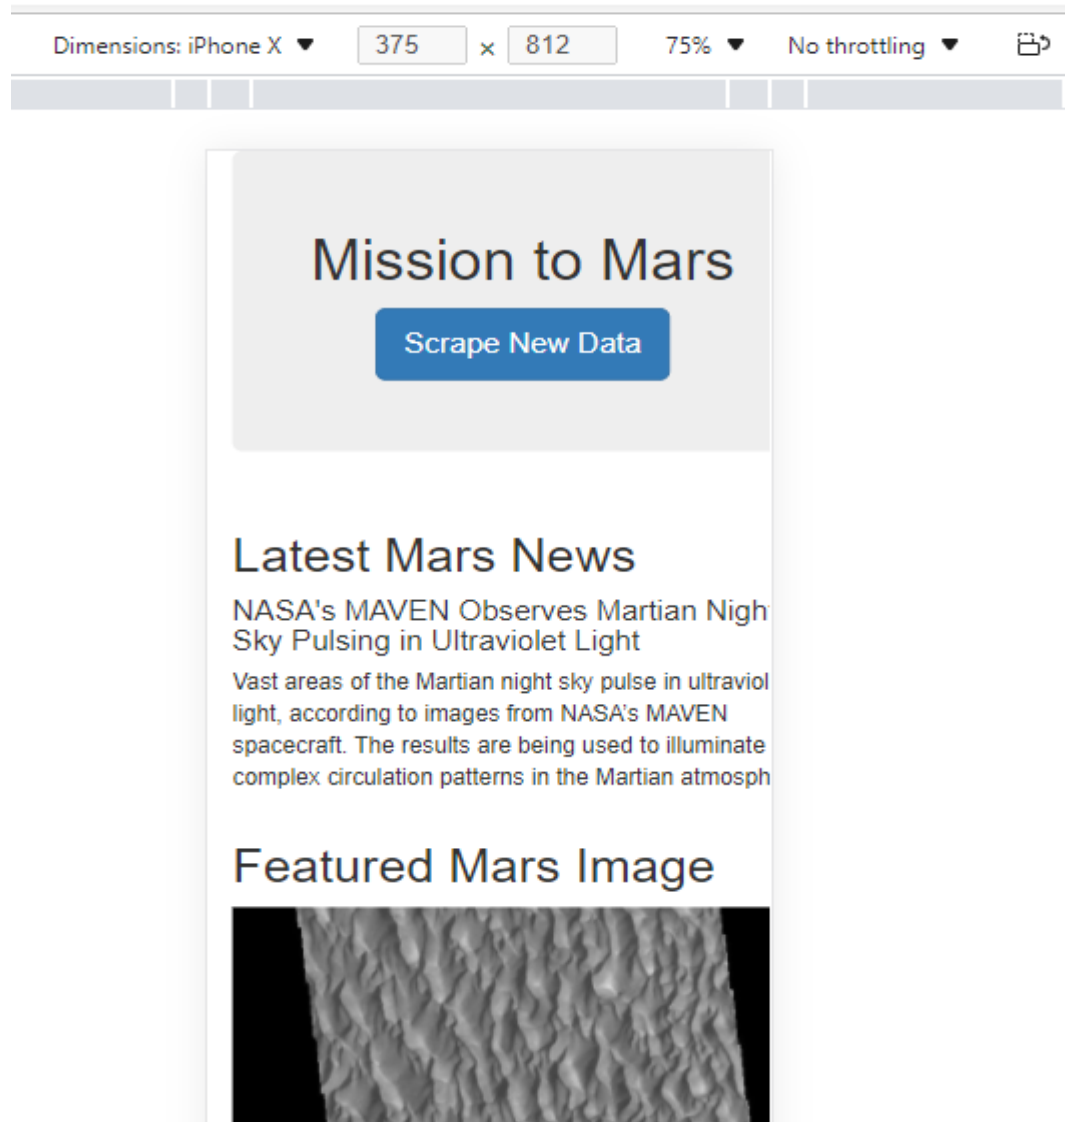 Dimensions: iPhone X 375 x 812 75% No throttling
Mission to Mars
Scrape New Data
Latest Mars News
NASA's MAVEN Observes Martian Nigh
Sky Pulsing in Ultraviolet Light
Vast areas of the Martian night sky pulse in ultraviol
light, according to images from NASA's MAVEN
spacecraft. The results are being used to illuminate
complex circulation patterns in the Martian atmosph
Featured Mars Image